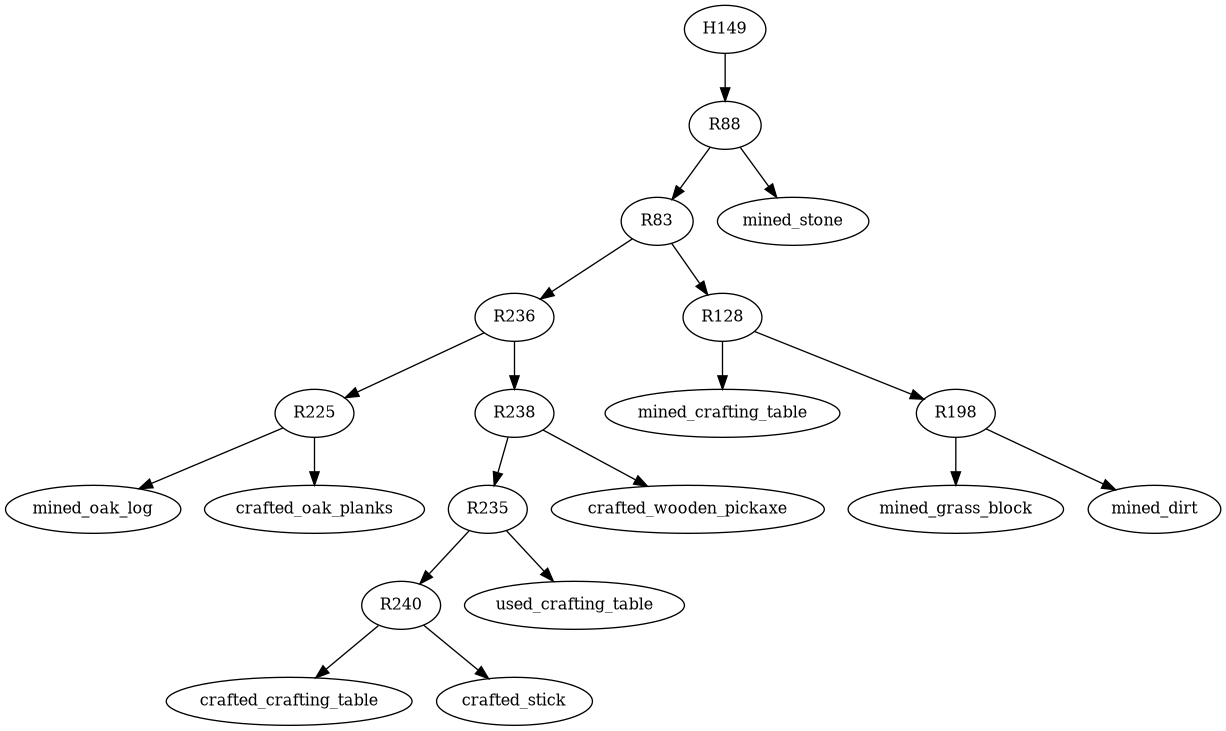 H149
R88
R83
mined_stone
R236
R128
R225
R238
mined_crafting_table
R198
mined_oak_log
crafted_oak_planks
R235
crafted_wooden_pickaxe
mined_grass_block
mined_dirt
R240
used_crafting_table
crafted_crafting_table
crafted_stick